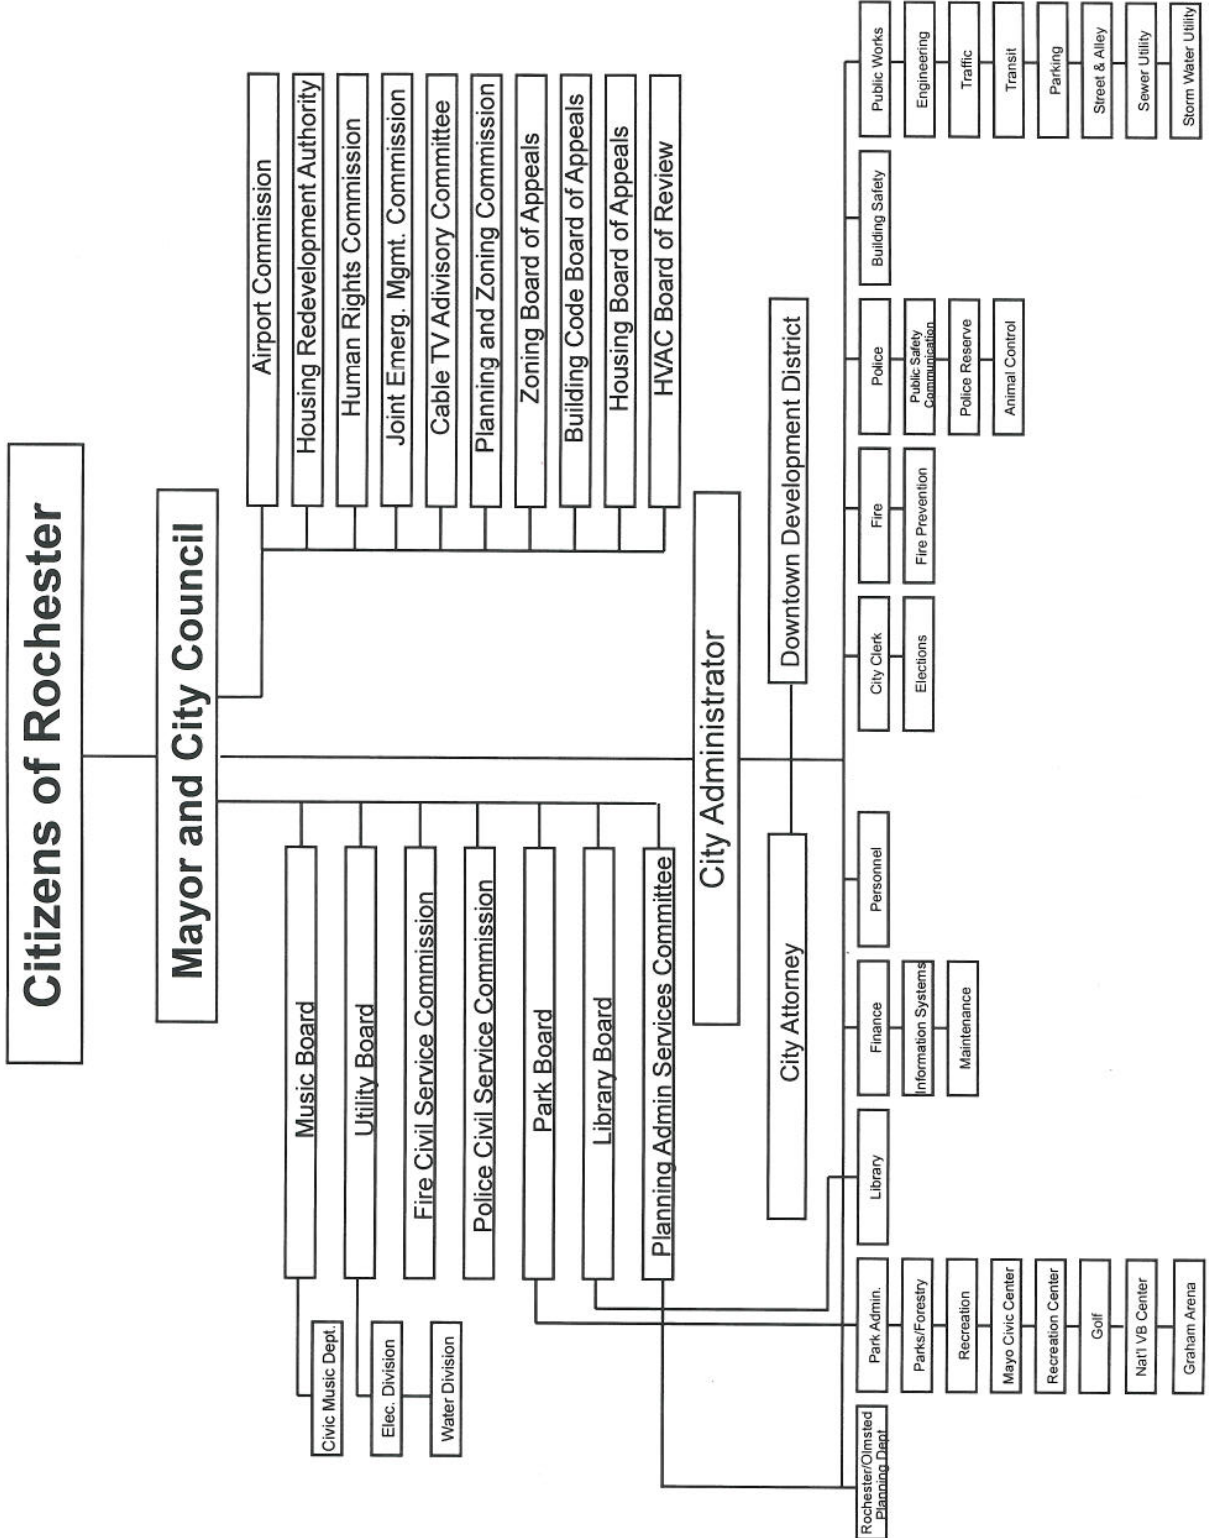 Citizens of Rochester
Mayor and City Council
Music Board
Civic Music Dept.
Utility Board
Elec. Division
Water Division
Fire Civil Service Commission
Police Civil Service Commission
Park Board
Library Board
Planning Admin Services Committee
Airport Commission
Housing Redevelopment Authority
Human Rights Commission
Joint Emerg. Mgmt. Commission
Cable TV Adivisory Committee
Planning and Zoning Commission
Zoning Board of Appeals
Building Code Board of Appeals
Housing Board of Appeals
HVAC Board of Review
City Administrator
City Attorney
Downtown Development District
Rochester/Olmsted
Planning Dept
Park Admin.
Parks/Forestry
Recreation
Mayo Civic Center
Recreation Center
Golf
Nat'l VB Center
Graham Arena
Library
Finance
Information Systems
Maintenance
Personnel
City Clerk
Elections
Fire
Fire Prevention
Police
Public Safety
Communication
Police Reserve
Animal Control
Building Safety
Public Works
Engineering
Traffic
Transit
Parking
Street & Alley
Sewer Utility
Storm Water Utility